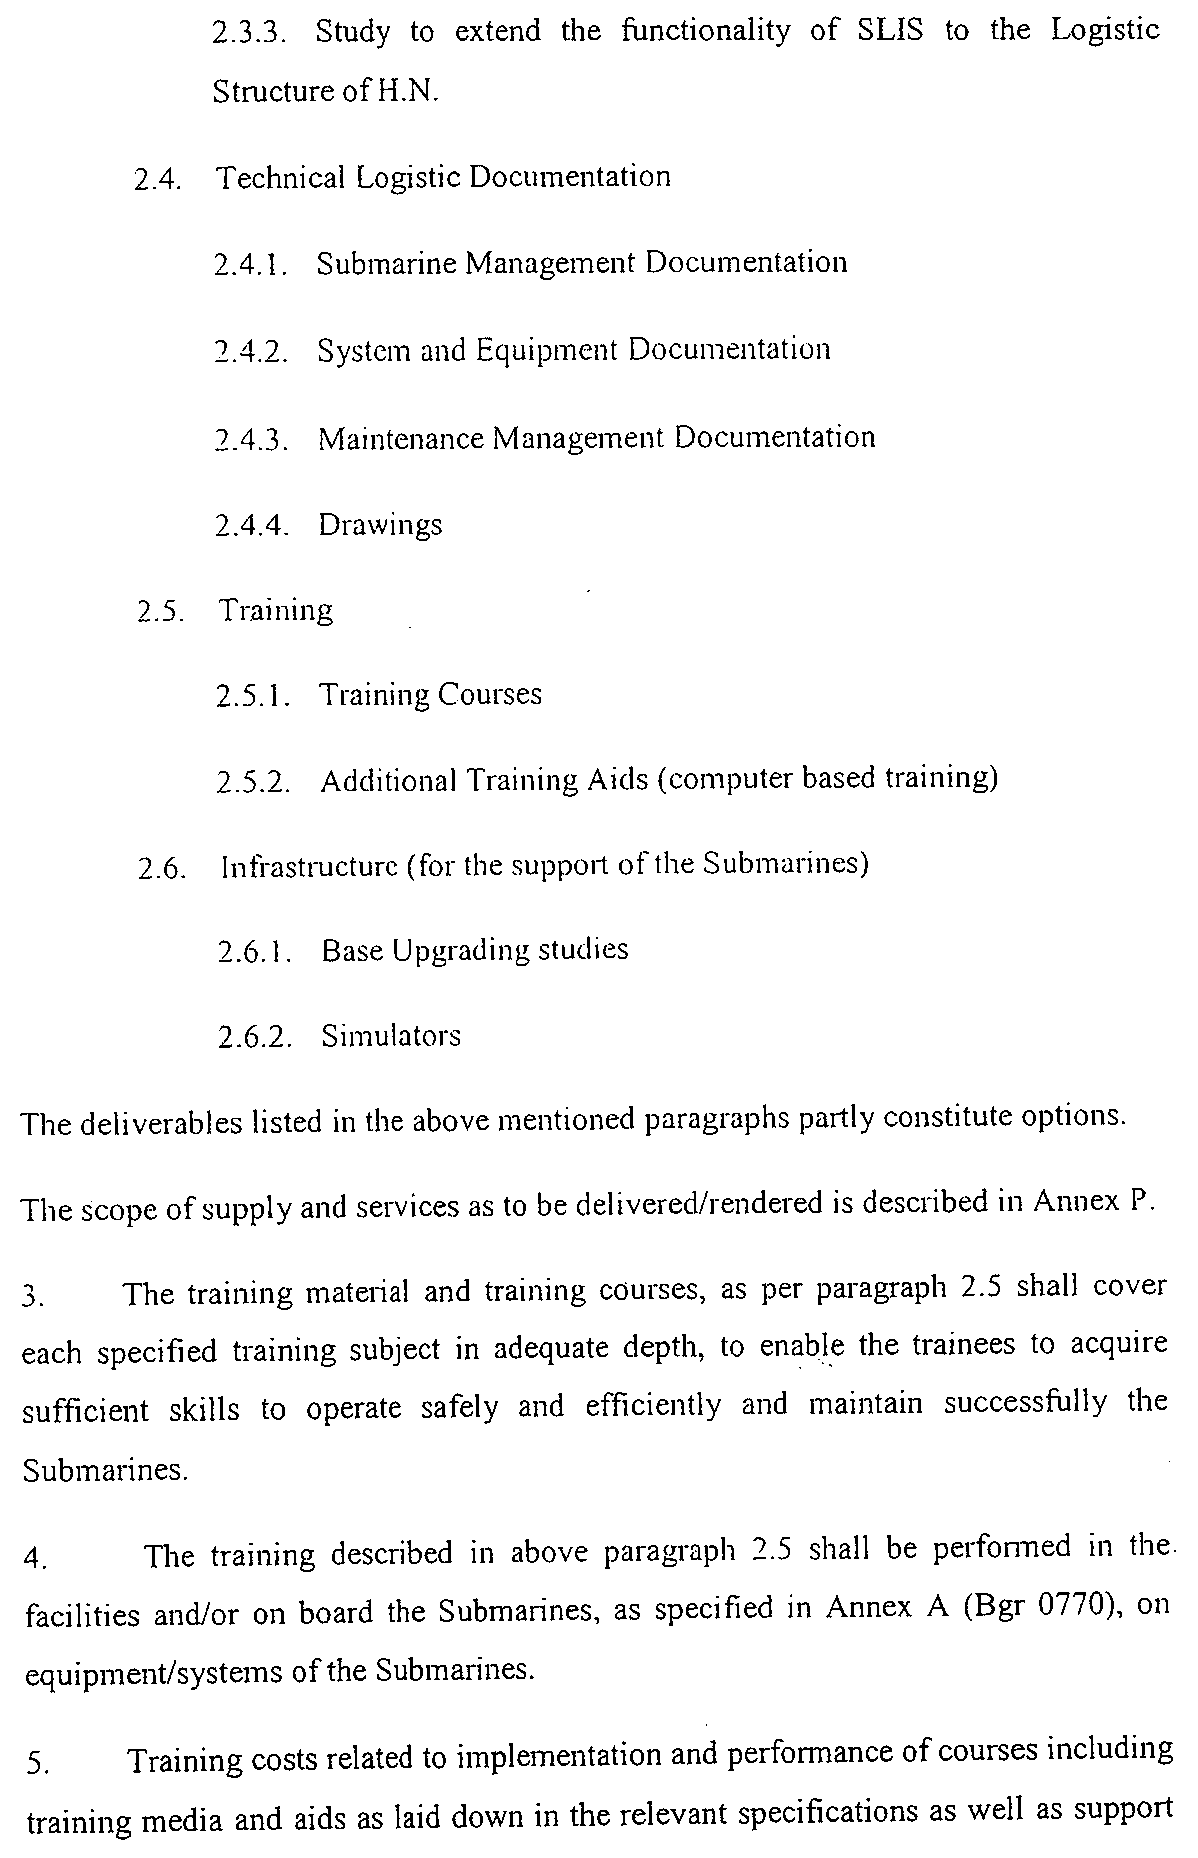 2.3.3. Study to extend the functionality of SLIS to the Logistic
Structure of H.N.
2.4. Technical Logistic Documentation
2.4.1. Submarine Management Documentation
2.4.2. System and Equipment Documentation
2.4.3. Maintenance Management Documentation
2.4.4. Drawings
2.5. Training
2.5.1. Training Courses
2.5.2. Additional Training Aids (computer based training)
2.6. Infrastructure (for the support of the Submarines)
2.6.1. Base Upgrading studies
2.6.2. Simulators
The deliverables listed in the above mentioned paragraphs partly constitute options.
The scope of supply and services as to be delivered/rendered is described in Annex P.
3. The training material and training courses, as per paragraph 2.5 shall cover
each specified training subject in adequate depth, to enable the trainees to acquire
sufficient skills to operate safely and efficiently and maintain successfully the
Submarines.
4. The training described in above paragraph 2.5 shall be performed in the
facilities and/or on board the Submarines, as specified in Annex A (Bgr 0770), on
equipment/systems of the Submarines.
5. Training costs related to implementation and performance of courses including
training media and aids as laid down in the relevant specifications as well as support